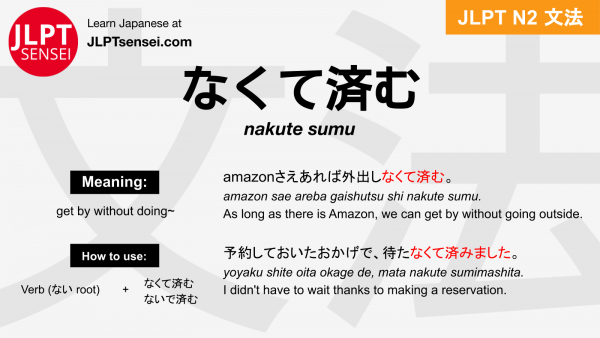 JLPT
SENSEI
Learn Japanese at
JLPTsensei.com
JLPT N2 文法
文法
なくて済む
nakute sumu
Meaning:
get by without doing~
amazonさえあれば外出しなくて済む。
amazon sae areba gaishutsu shi nakute sumu.
As long as there is Amazon, we can get by without going outside.
How to use:
Verb (ない root) + なくて済む
ないで済む
予約しておいたおかげで、待たなくて済みました。
yoyaku shite oita okage de, mata nakute sumimashita.
I didn't have to wait thanks to making a reservation.